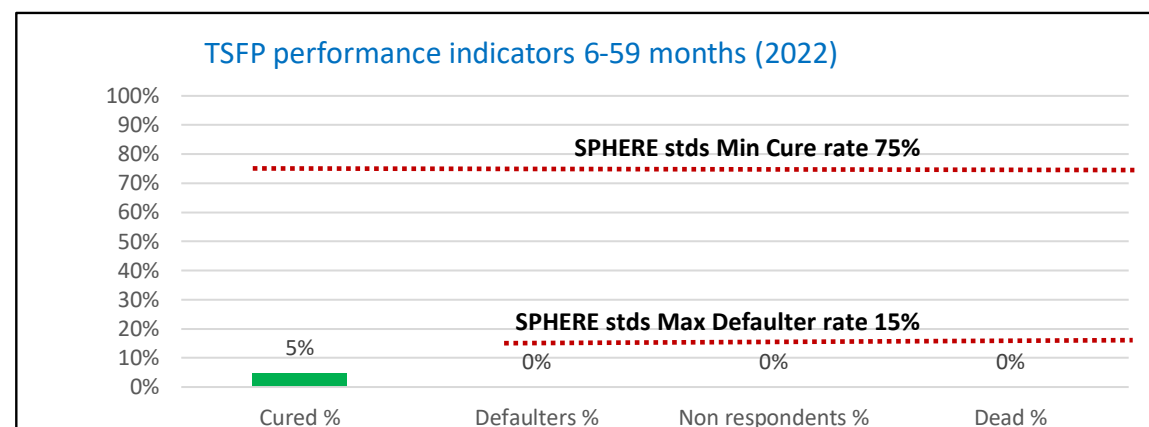 TSFP performance indicators 6-59 months (2022)
100%
90%
80%
70%
60%
50%
40%
30%
20%
10%
0%
SPHERE stds Min Cure rate 75%
SPHERE stds Max Defaulter rate 15%
5%
0%
0%
0%
Cured %
Defaulters %
Non respondents %
Dead %